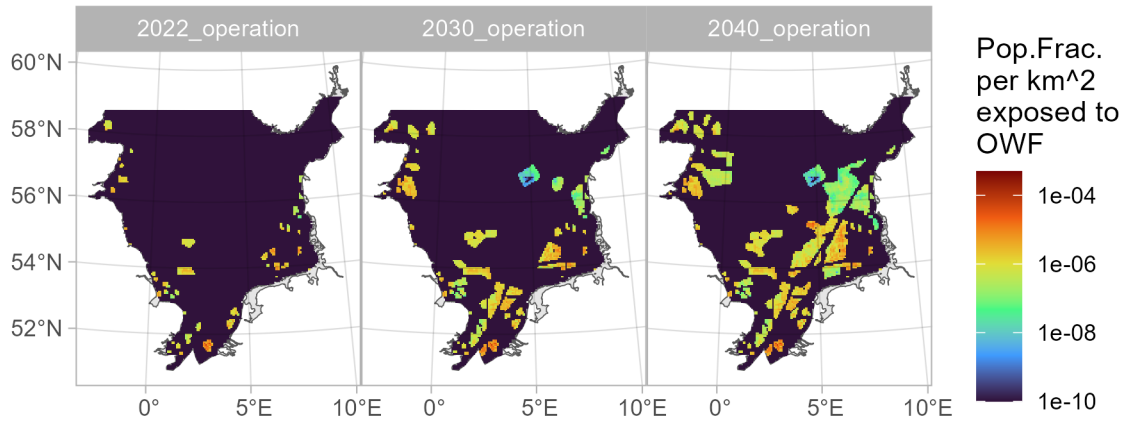 2022_operation 2030_operation 2040_operation
60°N
58°N
56°N
54°N
52°N
0° 5°E 10°E 0° 5°E 10°E 0° 5°E 10°E
Pop.Frac.
per km^2
exposed to
OWF
1e-04
1e-06
1e-08
1e-10